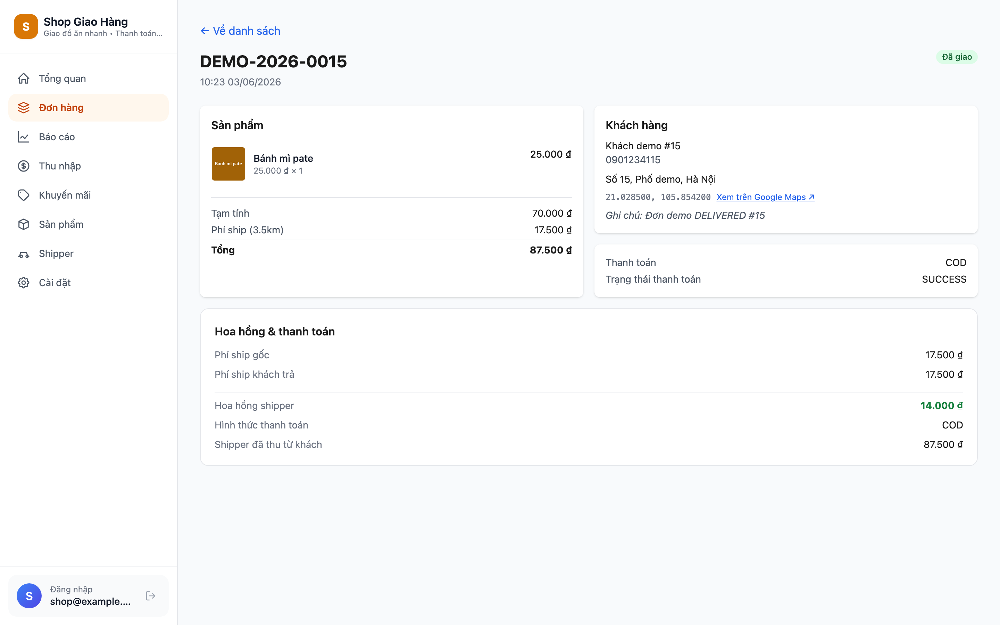 S
Shop Giao Hàng
Giao đồ ăn nhanh • Thanh toán...
Tổng quan
Đơn hàng
Báo cáo
Thu nhập
Khuyến mãi
Sản phẩm
Shipper
Cài đặt
S
Đăng nhập
shop@example....
← Về danh sách
DEMO-2026-0015
Đã giao
10:23 03/06/2026
Sản phẩm
Banh mi pate
Bánh mì pate
25.000 ₫ × 1
25.000 ₫
Tạm tính 70.000 ₫
Phí ship (3.5km) 17.500 ₫
Tổng 87.500 ₫
Khách hàng
Khách demo #15
0901234115
Số 15, Phố demo, Hà Nội
21.028500, 105.854200 Xem trên Google Maps ↗
Ghi chú: Đơn demo DELIVERED #15
Thanh toán COD
Trạng thái thanh toán SUCCESS
Hoa hồng & thanh toán
Phí ship gốc 17.500 ₫
Phí ship khách trả 17.500 ₫
Hoa hồng shipper 14.000 ₫
Hình thức thanh toán COD
Shipper đã thu từ khách 87.500 ₫